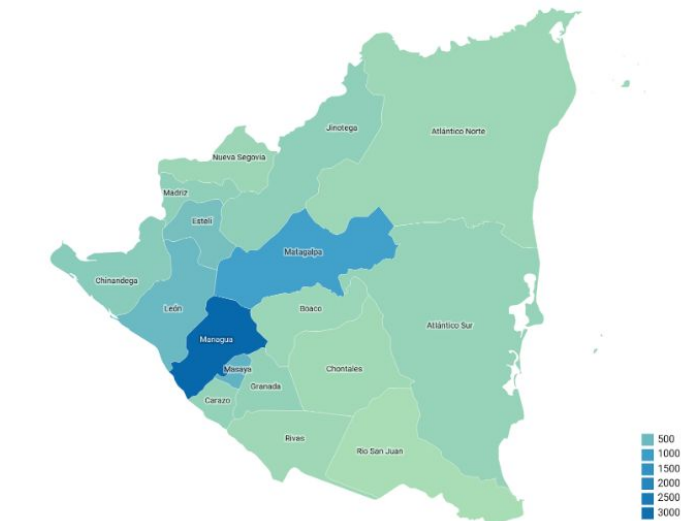 Jinotega
Atlántico Norte
Nueva Segovia
Madriz
Estelí
Matagalpa
Chinandega
León
Boaco
Atlántico Sur
Managua
Masaya
Chontales
Granada
Carazo
Rivas
Río San Juan
500
1000
1500
2000
2500
3000